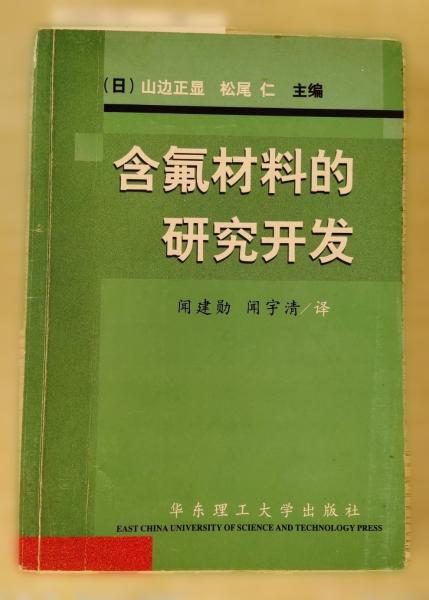 (日) 山边正显 松尾 仁 主编
含氟材料的
研究开发
闻建勋 闻宇清/译
华东理工大学出版社
EAST CHINA UNIVERSITY OF SCIENCE AND TECHNOLOGY PRESS